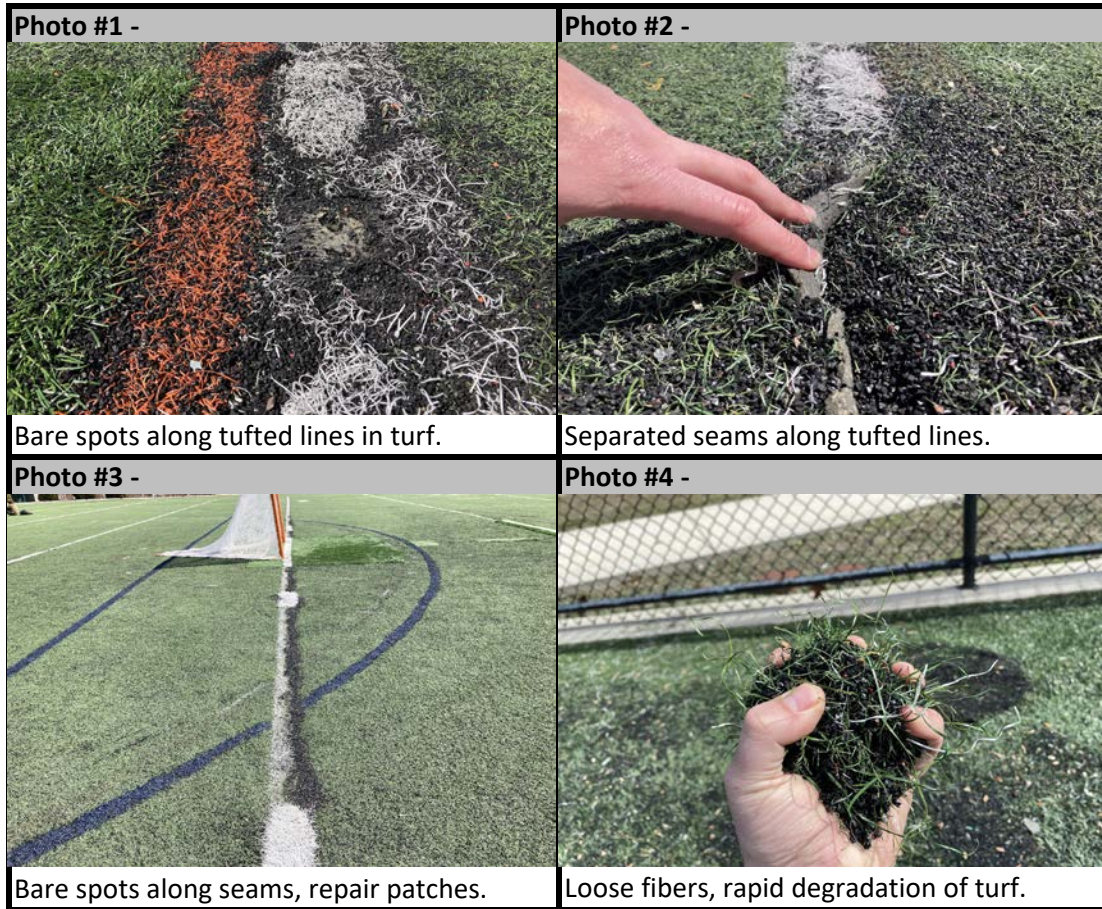 Photo #1 -
Photo #2 -
Bare spots along tufted lines in turf.
Separated seams along tufted lines.
Photo #3 -
Photo #4 -
Bare spots along seams, repair patches.
Loose fibers, rapid degradation of turf.